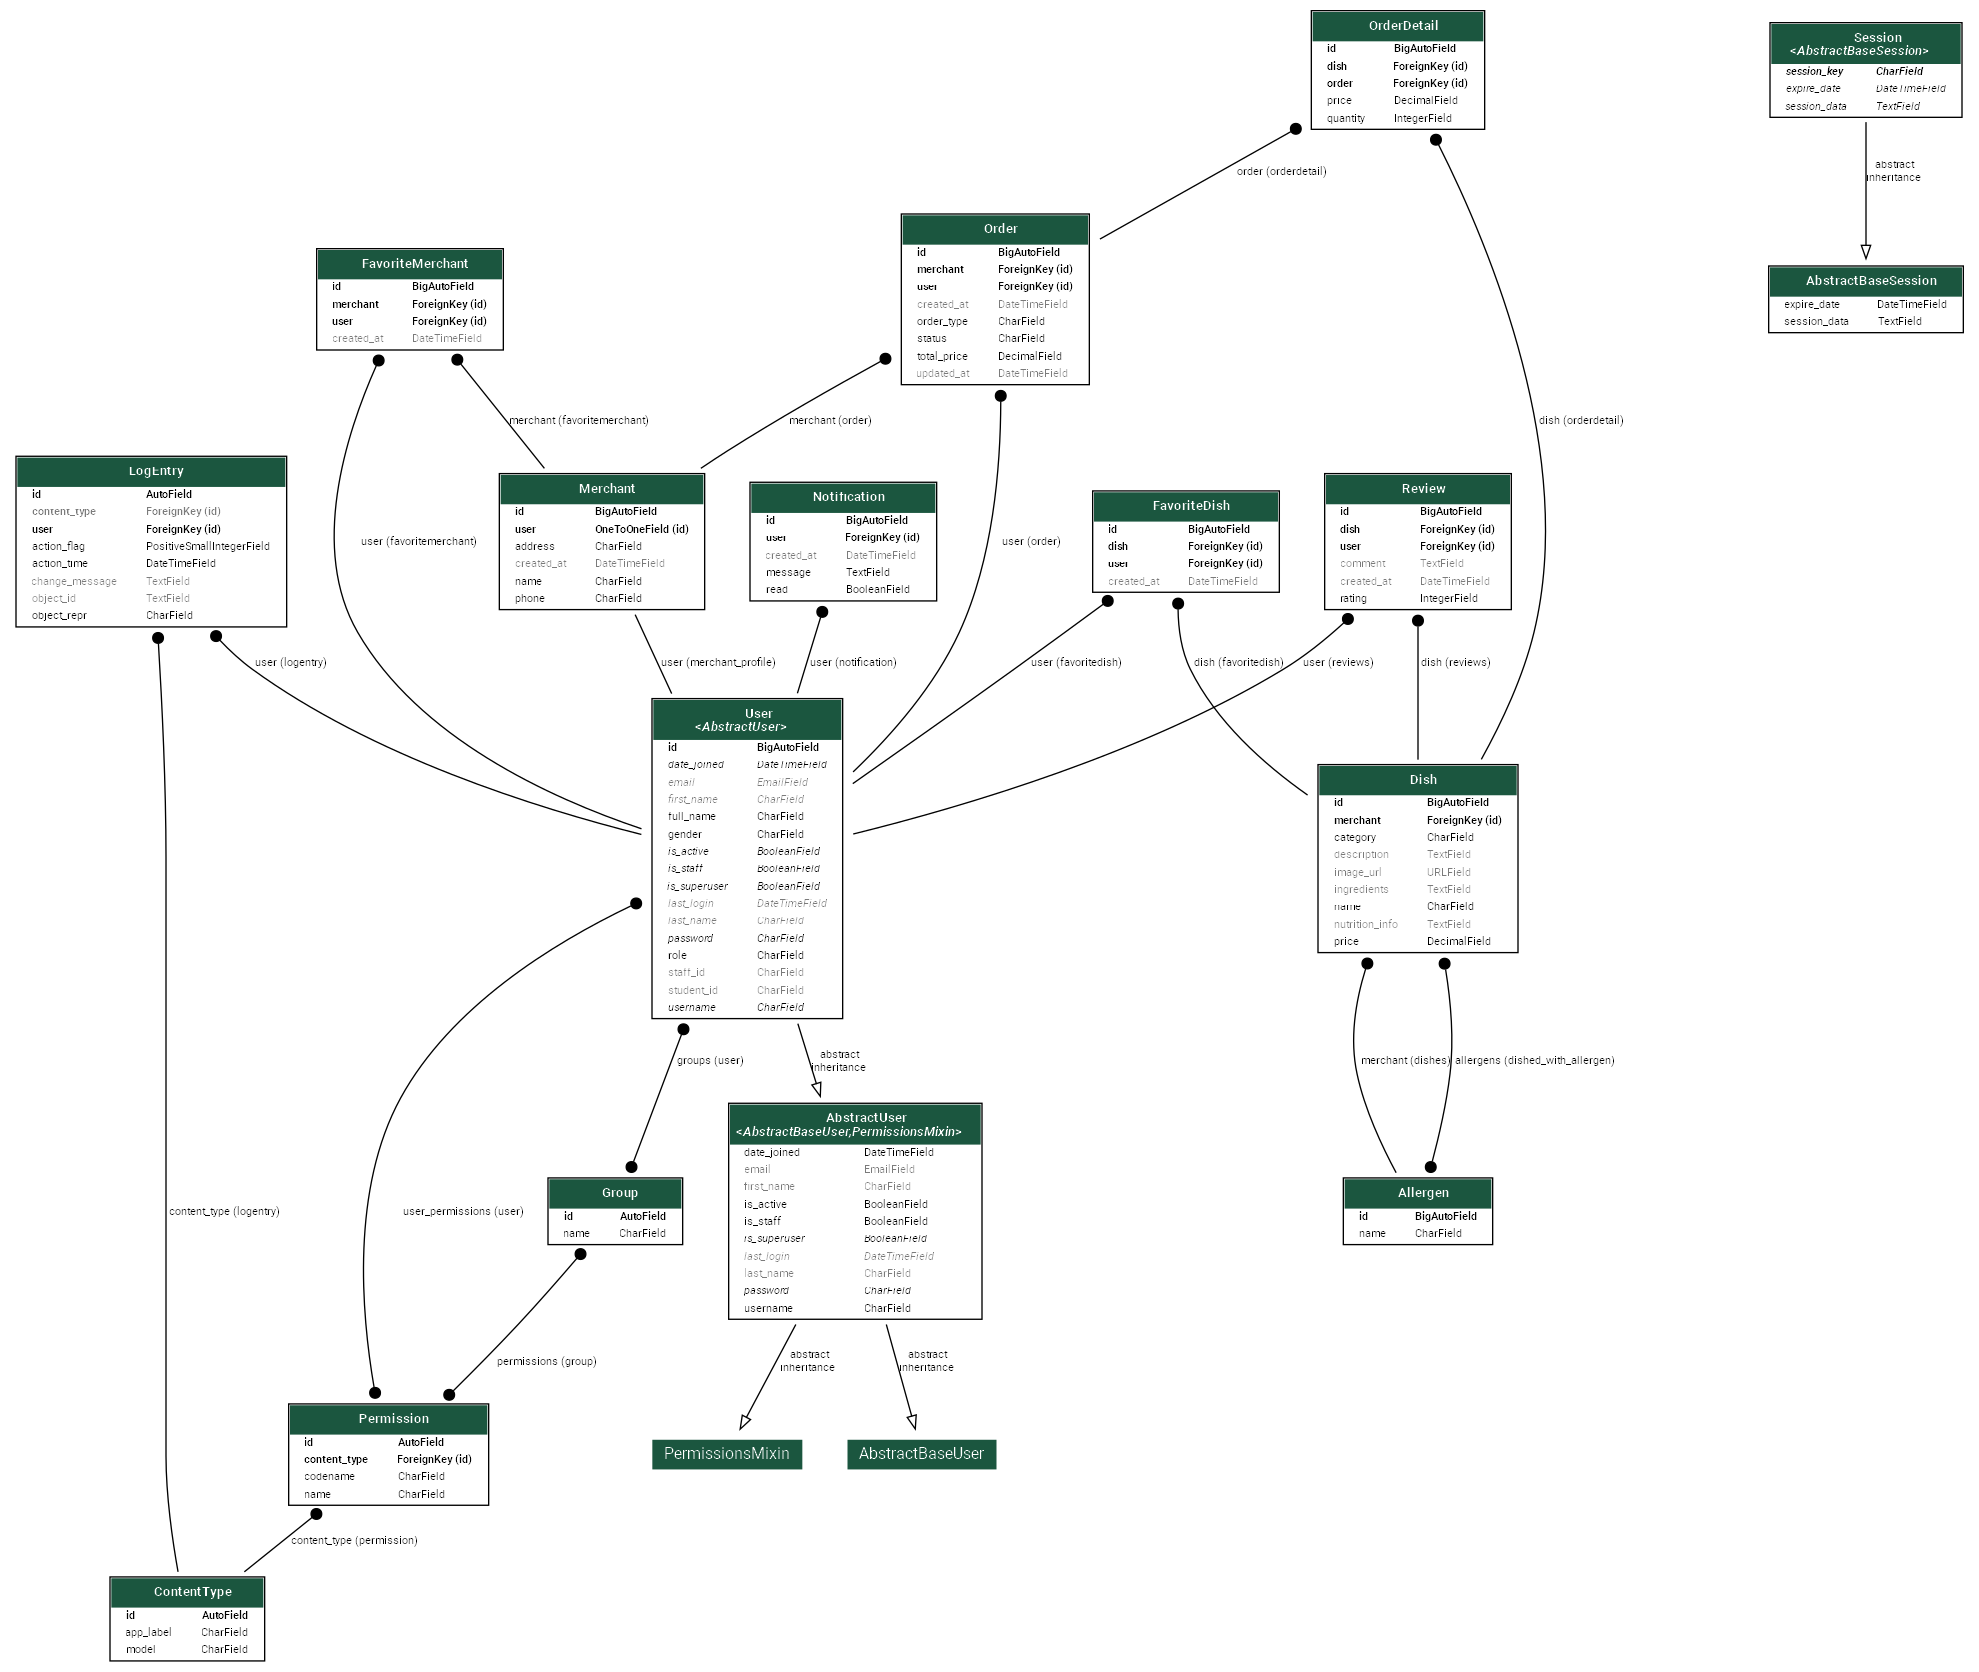 OrderDetail
id BigAutoField
dish ForeignKey (id)
order ForeignKey (id)
price DecimalField
quantity IntegerField
Session
<AbstractBaseSession>
session_key CharField
expire_date DateTimeField
session_data TextField
order (orderdetail)
abstract
inheritance
Order
id BigAutoField
merchant ForeignKey (id)
user ForeignKey (id)
created_at DateTimeField
order_type CharField
status CharField
total_price DecimalField
updated_at DateTimeField
FavoriteMerchant
id BigAutoField
merchant ForeignKey (id)
user ForeignKey (id)
created_at DateTimeField
AbstractBaseSession
expire_date DateTimeField
session_data TextField
merchant (favoritemerchant)
merchant (order)
dish (orderdetail)
LogEntry
id AutoField
content_type ForeignKey (id)
user ForeignKey (id)
action_flag PositiveSmallIntegerField
action_time DateTimeField
change_message TextField
object_id TextField
object_repr CharField
user (favoritemerchant)
Merchant
id BigAutoField
user OneToOneField (id)
address CharField
created_at DateTimeField
name CharField
phone CharField
Notification
id BigAutoField
user ForeignKey (id)
created_at DateTimeField
message TextField
read BooleanField
user (order)
FavoriteDish
id BigAutoField
dish ForeignKey (id)
user ForeignKey (id)
created_at DateTimeField
Review
id BigAutoField
dish ForeignKey (id)
user ForeignKey (id)
comment TextField
created_at DateTimeField
rating IntegerField
user (logentry)
user (merchant_profile)
user (notification)
user (favoritedish)
dish (favoritedish)
user (reviews)
dish (reviews)
User
<AbstractUser>
id BigAutoField
date_joined DateTimeField
email EmailField
first_name CharField
full_name CharField
gender CharField
is_active BooleanField
is_staff BooleanField
is_superuser BooleanField
last_login DateTimeField
last_name CharField
password CharField
role CharField
staff_id CharField
student_id CharField
username CharField
Dish
id BigAutoField
merchant ForeignKey (id)
category CharField
description TextField
image_url URLField
ingredients TextField
name CharField
nutrition_info TextField
price DecimalField
groups (user)
abstract
inheritance
merchant (dishes)
allergens (dished_with_allergen)
AbstractUser
<AbstractBaseUser,PermissionsMixin>
date_joined DateTimeField
email EmailField
first_name CharField
is_active BooleanField
is_staff BooleanField
is_superuser BooleanField
last_login DateTimeField
last_name CharField
password CharField
username CharField
content_type (logentry)
user_permissions (user)
Group
id AutoField
name CharField
Allergen
id BigAutoField
name CharField
permissions (group)
abstract
inheritance
abstract
inheritance
Permission
id AutoField
content_type ForeignKey (id)
codename CharField
name CharField
PermissionsMixin
AbstractBaseUser
content_type (permission)
ContentType
id AutoField
app_label CharField
model CharField